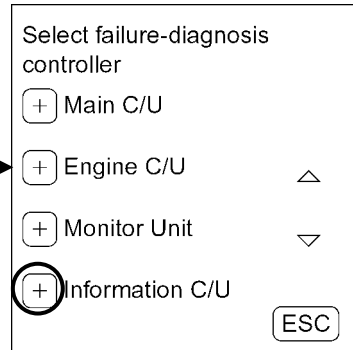 Select failure-diagnosis
controller
+ Main C/U
+ Engine C/U
+ Monitor Unit
+ Information C/U
ESC